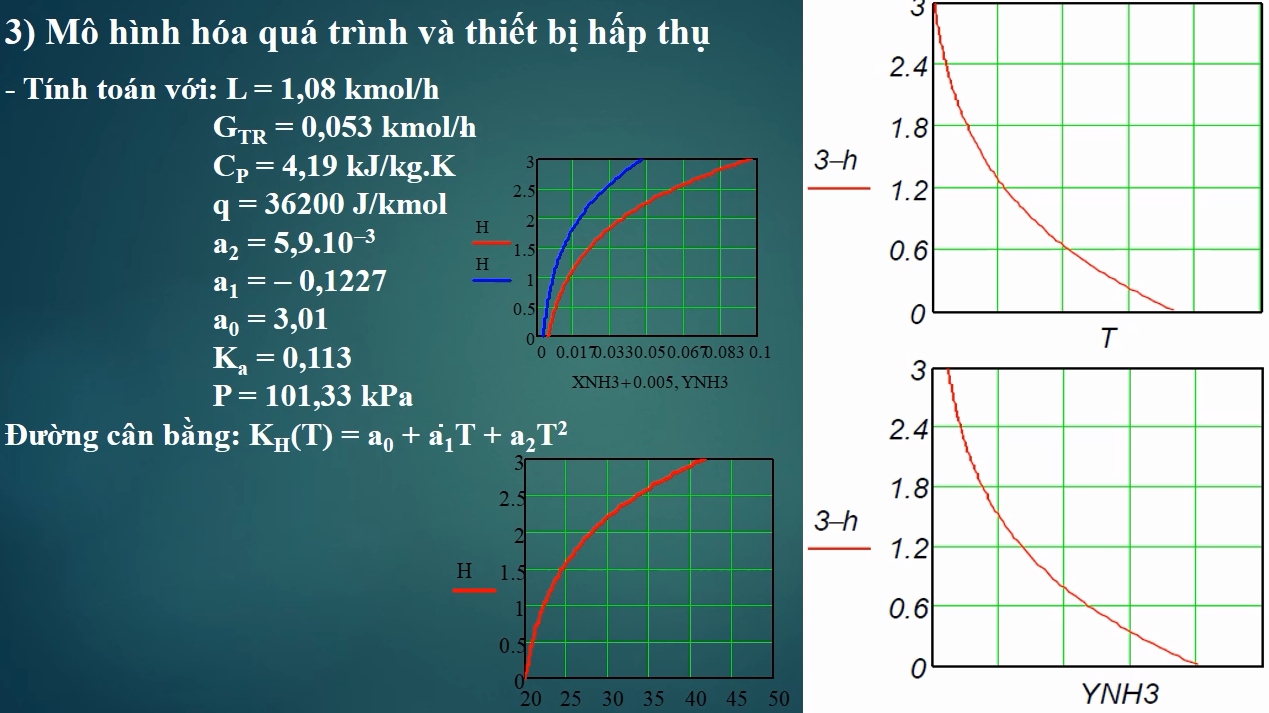 3) Mô hình hóa quá trình và thiết bị hấp thụ
- Tính toán với: L = 1,08 kmol/h
G_TR = 0,053 kmol/h
C_P = 4,19 kJ/kg.K
q = 36200 J/kmol
a₂ = 5,9.10⁻³
a₁ = – 0,1227
a₀ = 3,01
Kₐ = 0,113
P = 101,33 kPa
Đường cân bằng: K_H(T) = a₀ + a₁T + a₂T²
H
H
3
2.5
2
1.5
1
0.5
0
0 0.017 0.033 0.05 0.067 0.083 0.1
XNH3+0.005, YNH3
H
3
2.5
2
1.5
1
0.5
0
20 25 30 35 40 45 50
3–h
3
2.4
1.8
1.2
0.6
0
T
3–h
3
2.4
1.8
1.2
0.6
0
YNH3